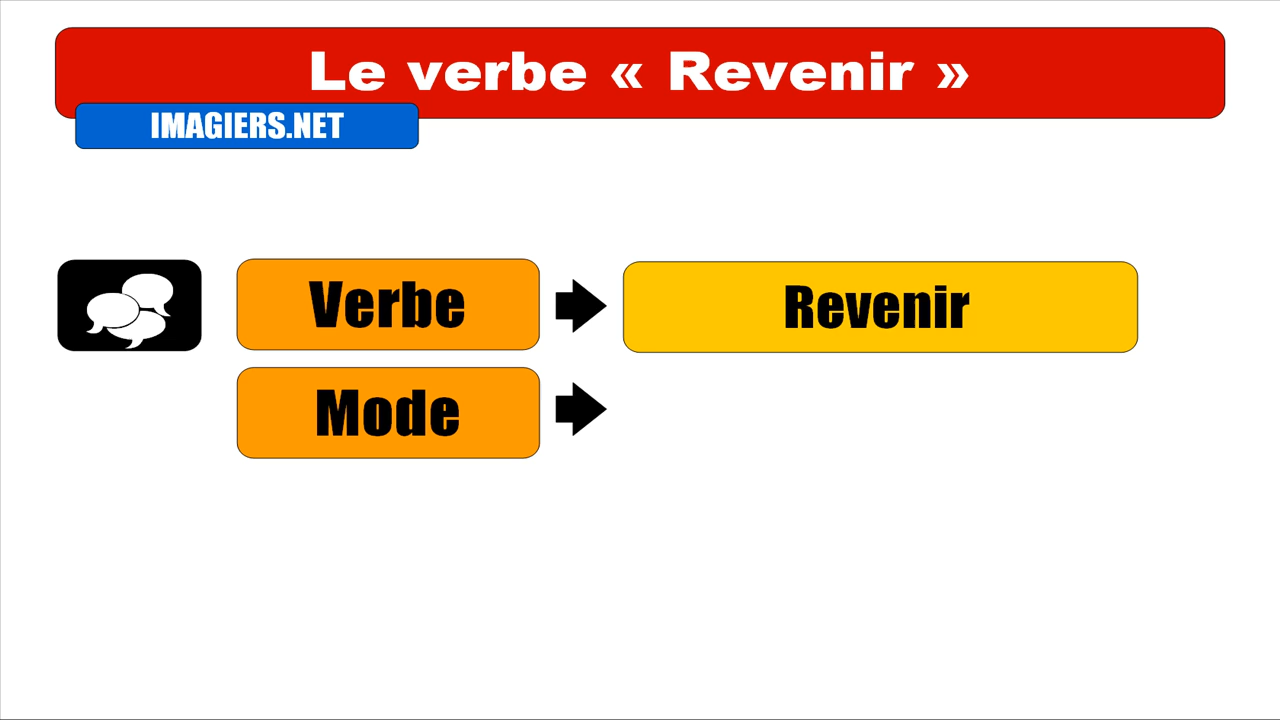 Le verbe « Revenir »
IMAGIERS.NET
Verbe
Revenir
Mode